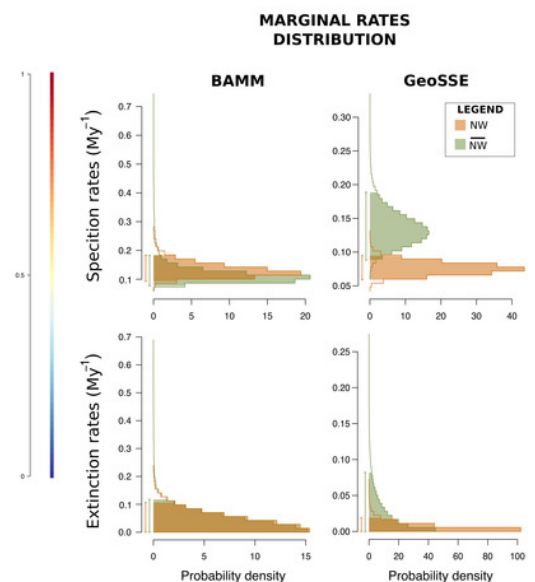 MARGINAL RATES
DISTRIBUTION
BAMM
GeoSSE
1
0.5
0
Specition rates (My⁻¹)
0.7
0.6
0.5
0.4
0.3
0.2
0.1
0 5 10 15 20
0.30
0.25
0.20
0.15
0.10
0.05
0 10 20 30 40
LEGEND
NW
N̅W̅
Extinction rates (My⁻¹)
0.7
0.6
0.5
0.4
0.3
0.2
0.1
0.0
0 5 10 15
Probability density
0.25
0.20
0.15
0.10
0.05
0.00
0 20 40 60 80 100
Probability density